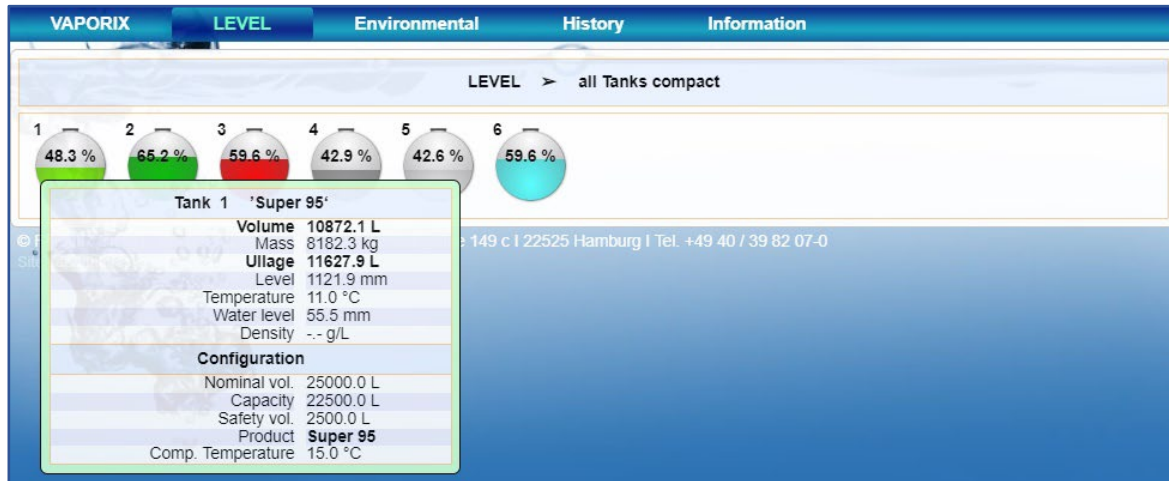 VAPORIX LEVEL Environmental History Information
LEVEL ➢ all Tanks compact
1 2 3 4 5 6
48.3 % 65.2 % 59.6 % 42.9 % 42.6 % 59.6 %
Tank 1 ’Super 95‘
Volume 10872.1 L
Mass 8182.3 kg
Ullage 11627.9 L
Level 1121.9 mm
Temperature 11.0 °C
Water level 55.5 mm
Density -.- g/L
Configuration
Nominal vol. 25000.0 L
Capacity 22500.0 L
Safety vol. 2500.0 L
Product Super 95
Comp. Temperature 15.0 °C
© 149 c I 22525 Hamburg I Tel. +49 40 / 39 82 07-0